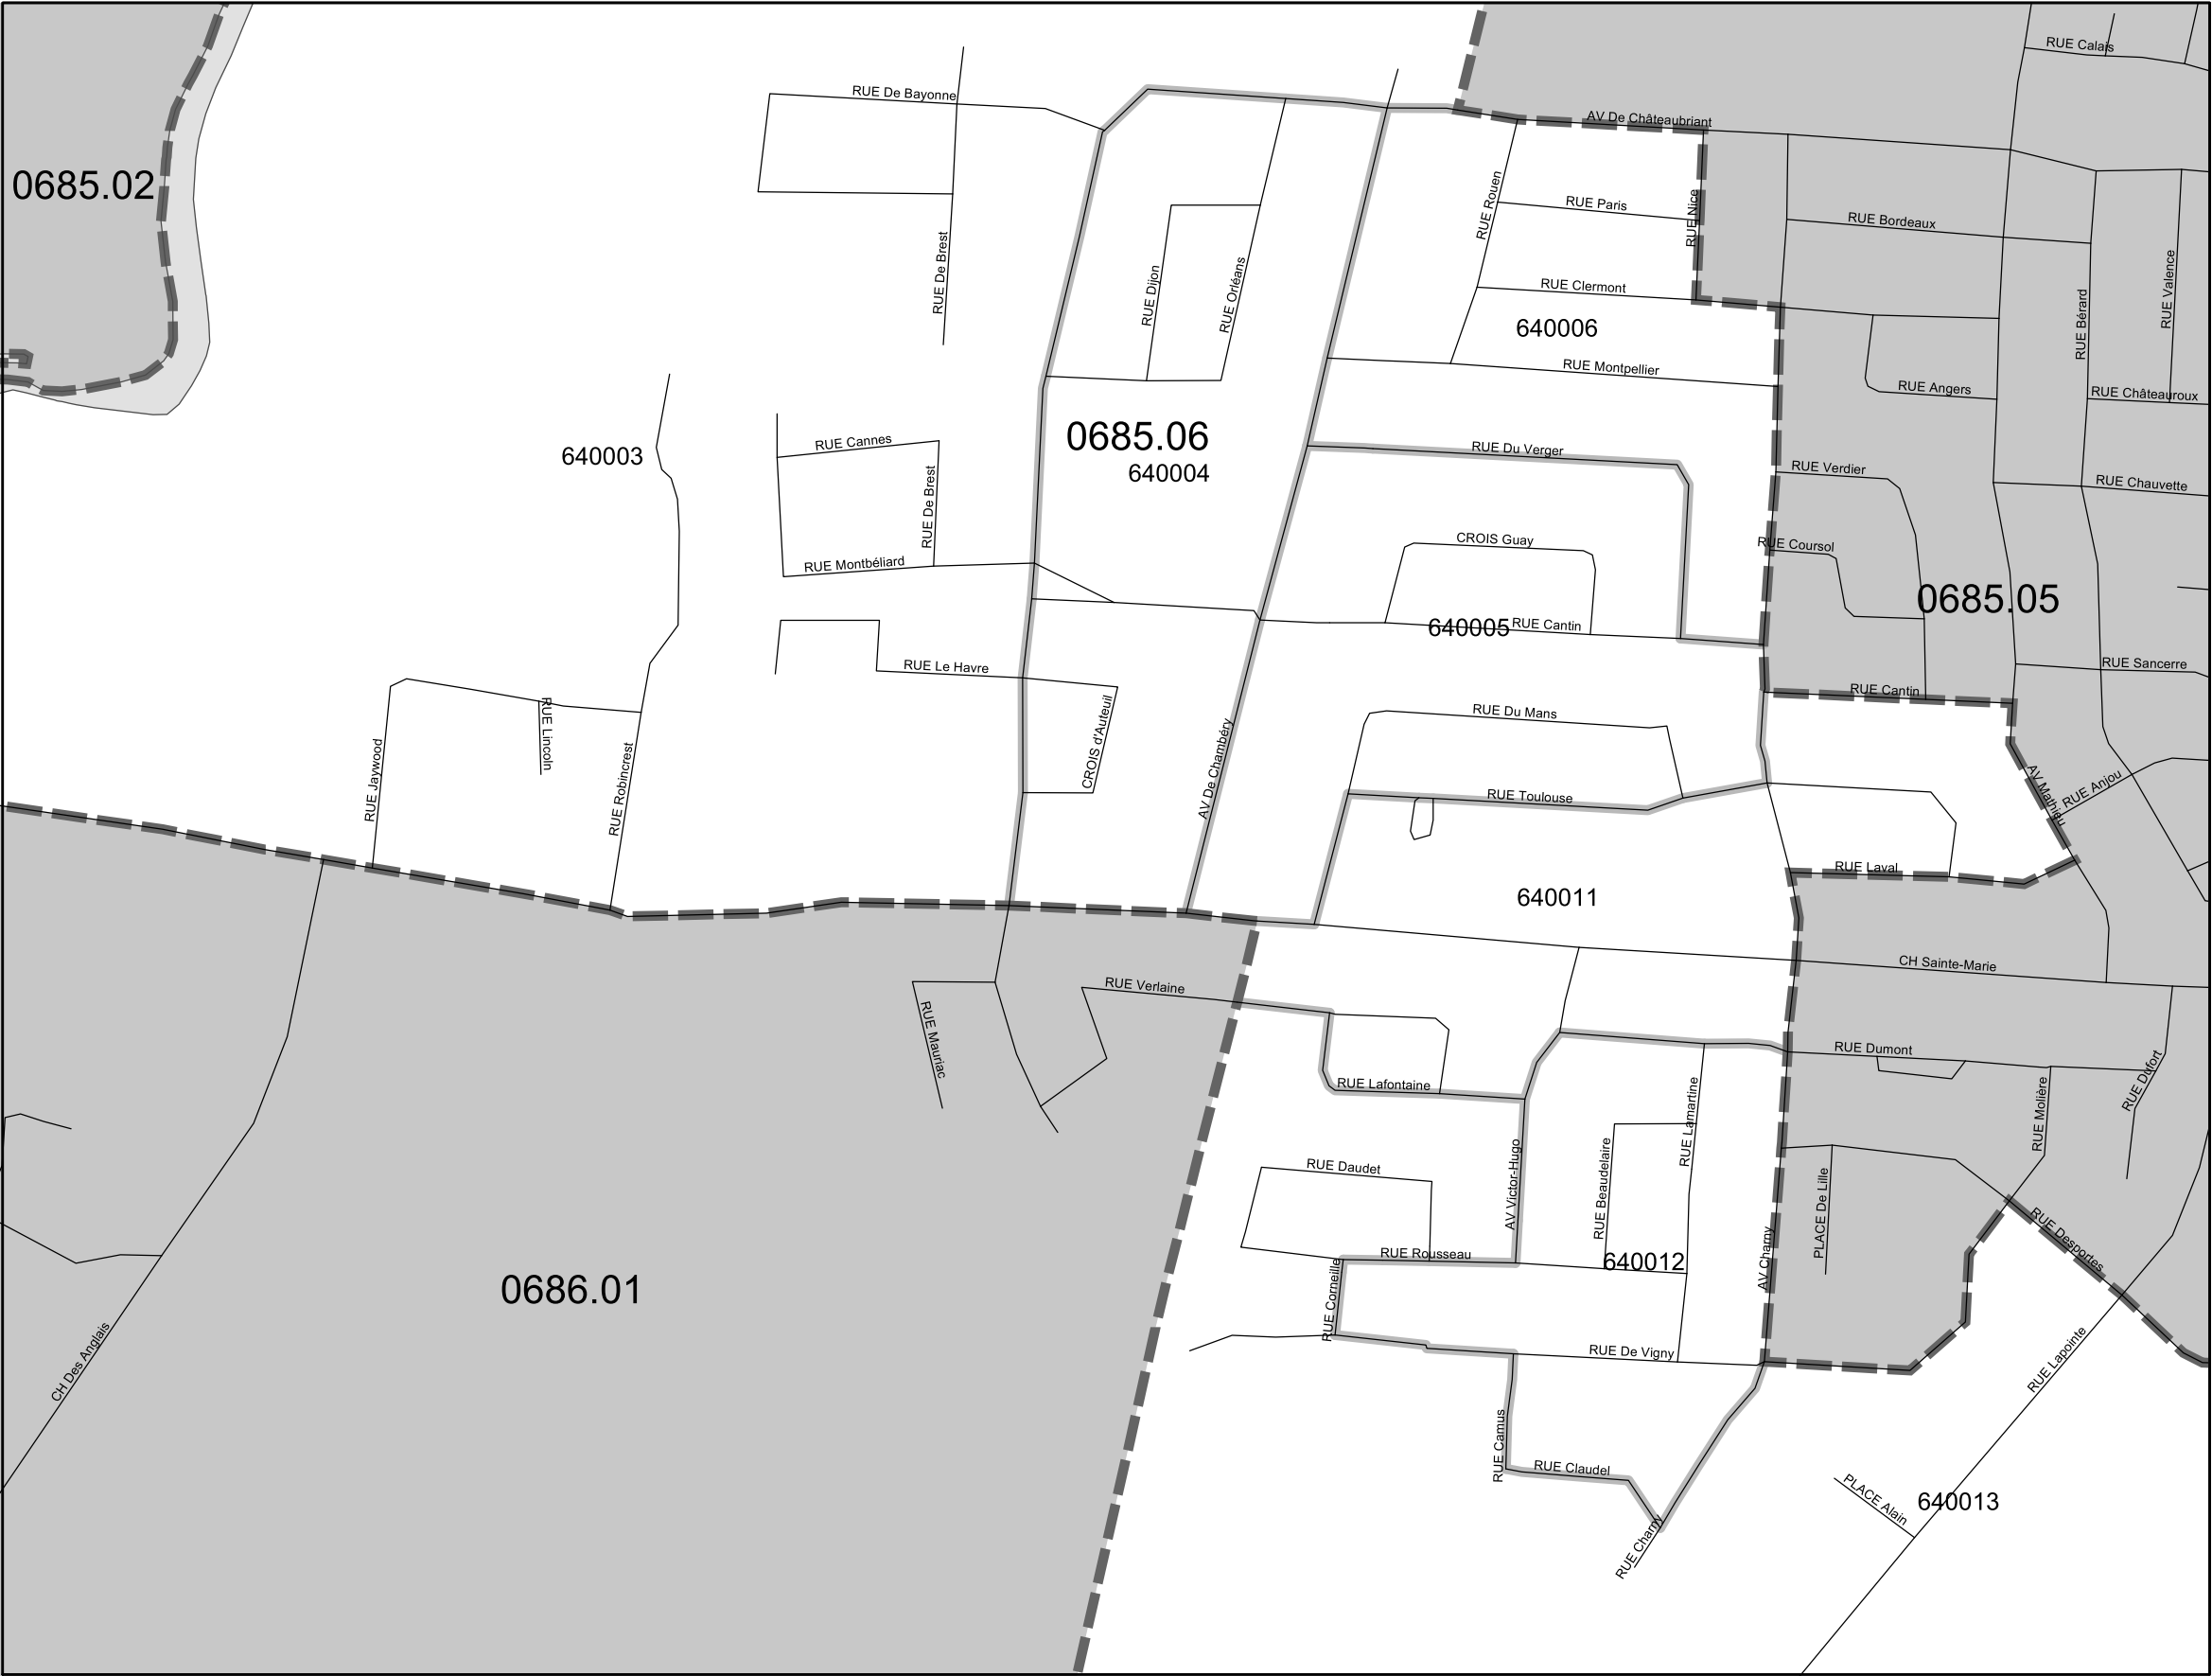 RUE Calais
RUE De Bayonne
AV De Châteaubriant
0685.02
RUE Rouen
RUE Paris
RUE Nice
RUE Bordeaux
RUE De Brest
RUE Dijon
RUE Orléans
RUE Clermont
RUE Bérard
RUE Valence
640006
RUE Montpellier
RUE Angers
RUE Châteauroux
640003
RUE Cannes
0685.06
640004
RUE Du Verger
RUE Verdier
RUE Chauvette
RUE De Brest
CROIS Guay
RUE Coursol
RUE Montbéliard
0685.05
640005
RUE Cantin
RUE Le Havre
RUE Sancerre
RUE Cantin
RUE Lincoln
CROIS d'Auteuil
RUE Du Mans
RUE Jaywood
RUE Robincrest
AV De Chambéry
RUE Toulouse
AV Mathieu
RUE Anjou
RUE Laval
640011
CH Sainte-Marie
RUE Verlaine
RUE Mauriac
RUE Dumont
RUE Lafontaine
RUE Dufort
RUE Lamartine
RUE Molière
RUE Daudet
AV Victor-Hugo
RUE Beaudelaire
PLACE De Lille
RUE Rousseau
640012
AV Charny
RUE Desportes
0686.01
RUE Corneille
RUE De Vigny
CH Des Anglais
RUE Lapointe
RUE Camus
RUE Claudel
PLACE Alain
640013
RUE Charny